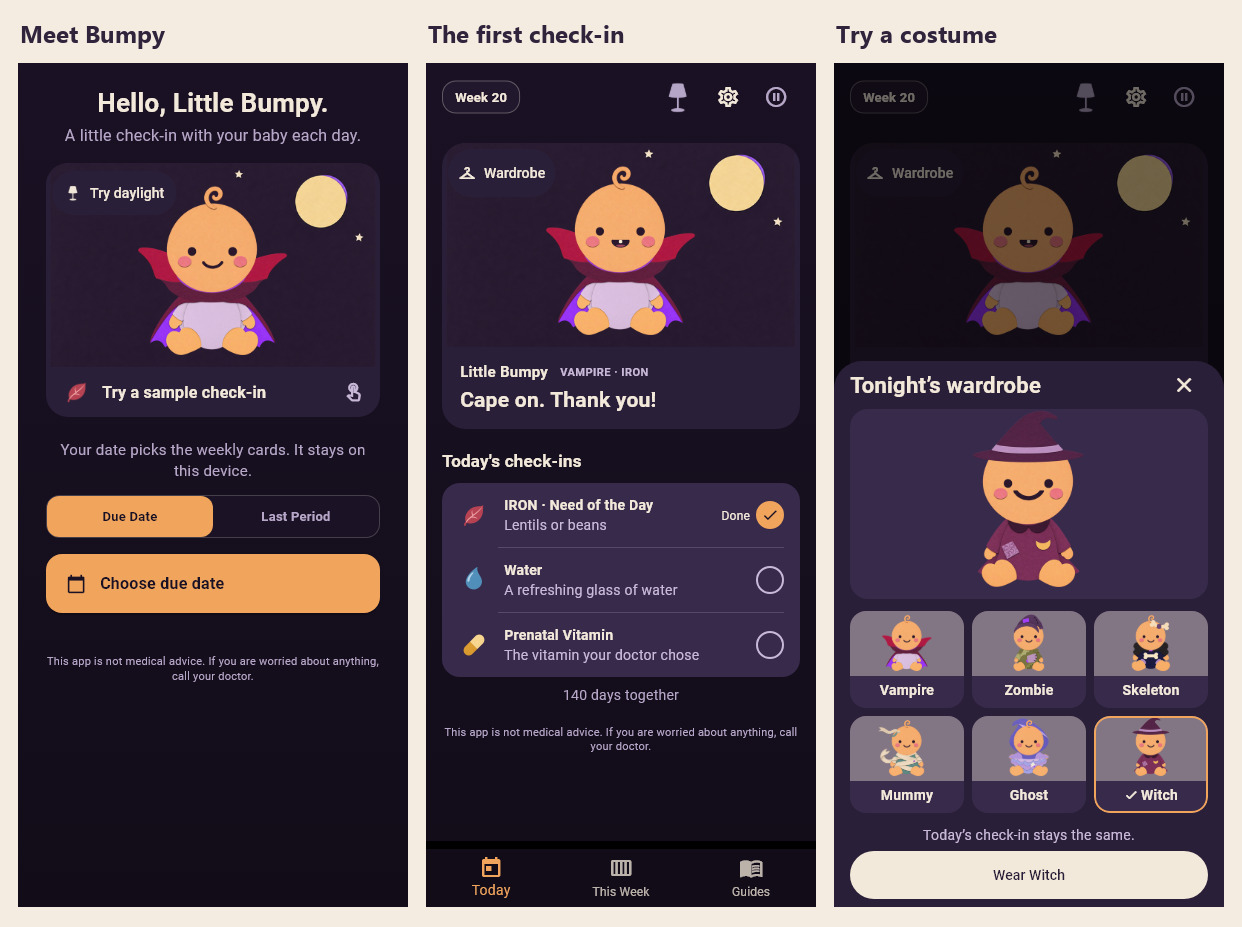 Meet Bumpy
Hello, Little Bumpy.
A little check-in with your baby each day.
Try daylight
Try a sample check-in
Your date picks the weekly cards. It stays on
this device.
Due Date
Last Period
Choose due date
This app is not medical advice. If you are worried about anything,
call your doctor.
The first check-in
Week 20
Wardrobe
Little Bumpy VAMPIRE · IRON
Cape on. Thank you!
Today's check-ins
IRON · Need of the Day
Lentils or beans
Done
Water
A refreshing glass of water
Prenatal Vitamin
The vitamin your doctor chose
140 days together
This app is not medical advice. If you are worried about anything, call
your doctor.
Today
This Week
Guides
Try a costume
Week 20
Wardrobe
Tonight’s wardrobe
Vampire
Zombie
Skeleton
Mummy
Ghost
Witch
Today’s check-in stays the same.
Wear Witch